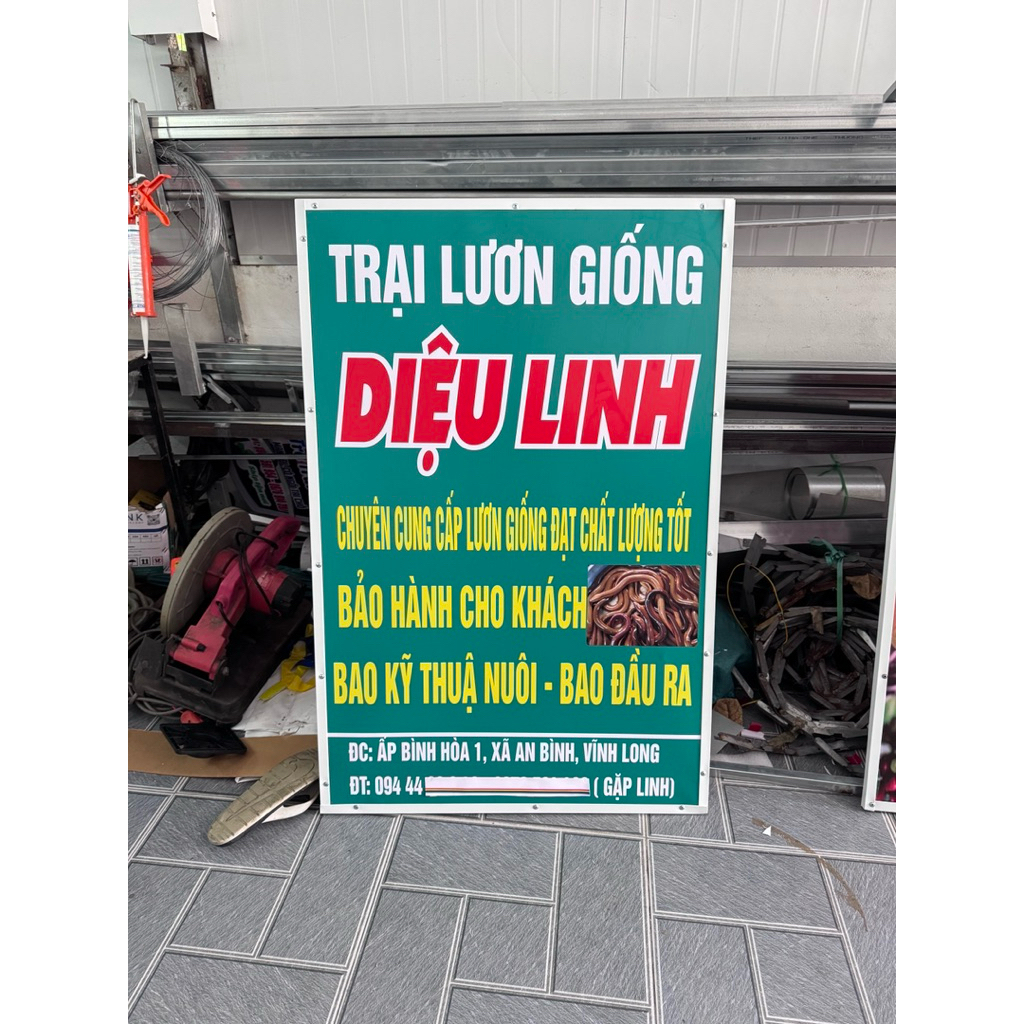 TRẠI LƯƠN GIỐNG
DIỆU LINH
CHUYÊN CUNG CẤP LƯƠN GIỐNG ĐẠT CHẤT LƯỢNG TỐT
BẢO HÀNH CHO KHÁCH
BAO KỸ THUẬ NUÔI - BAO ĐẦU RA
ĐC: ẤP BÌNH HÒA 1, XÃ AN BÌNH, VĨNH LONG
ĐT: 094 44 ( GẶP LINH)